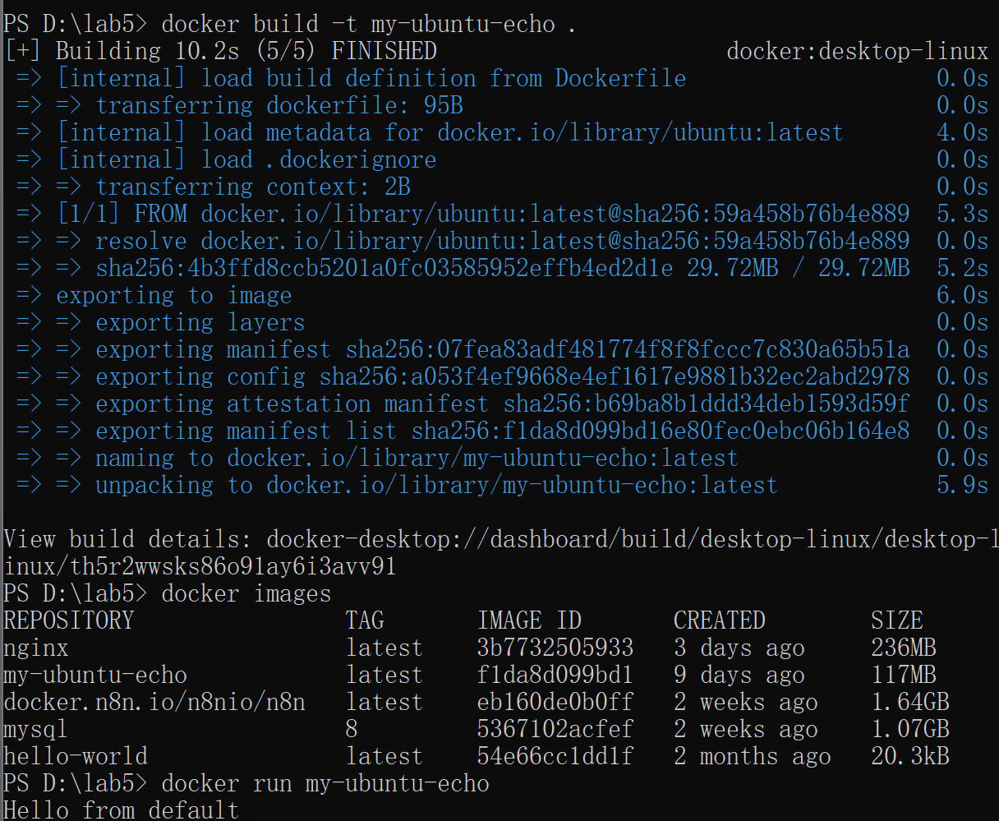 PS D:\lab5> docker build -t my-ubuntu-echo .
[+] Building 10.2s (5/5) FINISHED docker:desktop-linux
=> [internal] load build definition from Dockerfile 0.0s
=> => transferring dockerfile: 95B 0.0s
=> [internal] load metadata for docker.io/library/ubuntu:latest 4.0s
=> [internal] load .dockerignore 0.0s
=> => transferring context: 2B 0.0s
=> [1/1] FROM docker.io/library/ubuntu:latest@sha256:59a458b76b4e889 5.3s
=> => resolve docker.io/library/ubuntu:latest@sha256:59a458b76b4e889 0.0s
=> => sha256:4b3ffd8ccb5201a0fc03585952effb4ed2d1e 29.72MB / 29.72MB 5.2s
=> exporting to image 6.0s
=> => exporting layers 0.0s
=> => exporting manifest sha256:07fea83adf481774f8f8fccc7c830a65b51a 0.0s
=> => exporting config sha256:a053f4ef9668e4ef1617e9881b32ec2abd2978 0.0s
=> => exporting attestation manifest sha256:b69ba8b1ddd34deb1593d59f 0.0s
=> => exporting manifest list sha256:f1da8d099bd16e80fec0ebc06b164e8 0.0s
=> => naming to docker.io/library/my-ubuntu-echo:latest 0.0s
=> => unpacking to docker.io/library/my-ubuntu-echo:latest 5.9s
View build details: docker-desktop://dashboard/build/desktop-linux/desktop-l
inux/th5r2wwsks86o91ay6i3avv91
PS D:\lab5> docker images
REPOSITORY TAG IMAGE ID CREATED SIZE
nginx latest 3b7732505933 3 days ago 236MB
my-ubuntu-echo latest f1da8d099bd1 9 days ago 117MB
docker.n8n.io/n8nio/n8n latest eb160de0b0ff 2 weeks ago 1.64GB
mysql 8 5367102acfef 2 weeks ago 1.07GB
hello-world latest 54e66cc1dd1f 2 months ago 20.3kB
PS D:\lab5> docker run my-ubuntu-echo
Hello from default